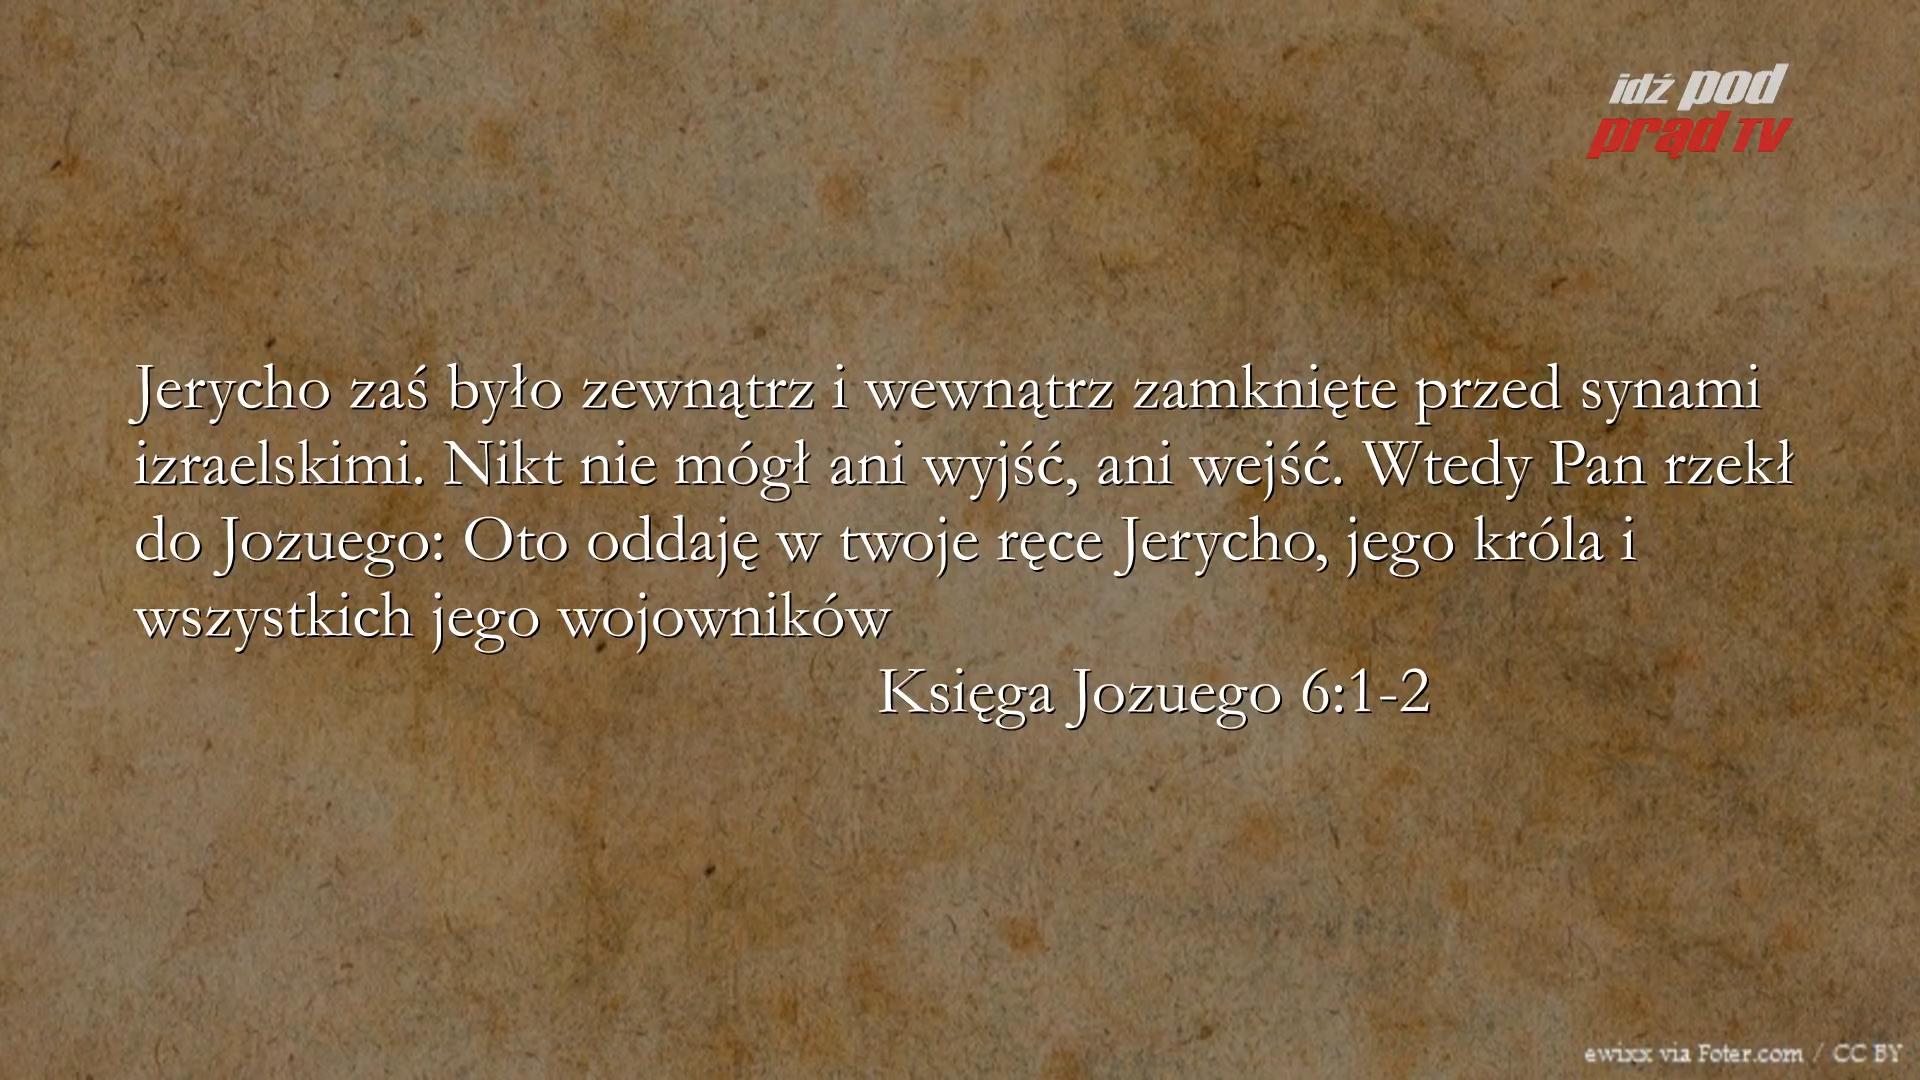 idź pod
prąd TV
Jerycho zaś było zewnątrz i wewnątrz zamknięte przed synami
izraelskimi. Nikt nie mógł ani wyjść, ani wejść. Wtedy Pan rzekł
do Jozuego: Oto oddaję w twoje ręce Jerycho, jego króla i
wszystkich jego wojowników
Księga Jozuego 6:1-2
ewixx via Foter.com / CC BY